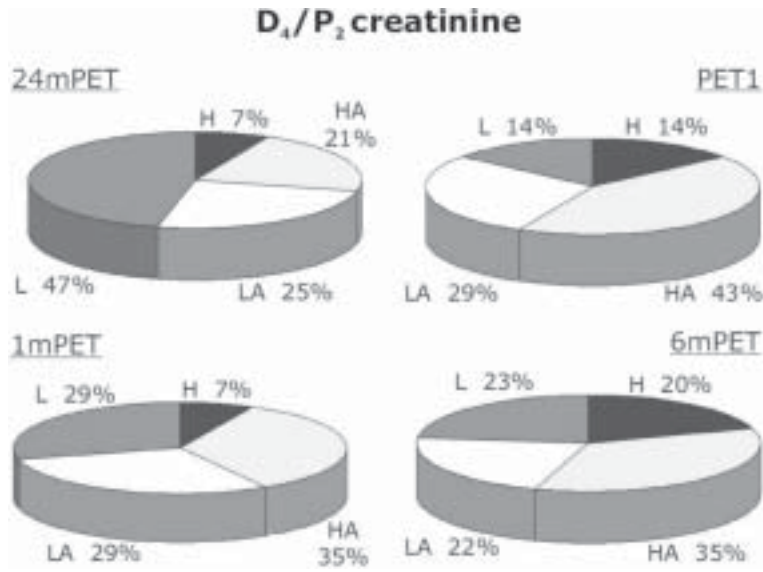 D₄/P₂ creatinine
24mPET
H 7%
HA
21%
L 47%
LA 25%
PET1
L 14%
H 14%
LA 29%
HA 43%
1mPET
L 29%
H 7%
LA 29%
HA
35%
6mPET
L 23%
H 20%
LA 22%
HA 35%